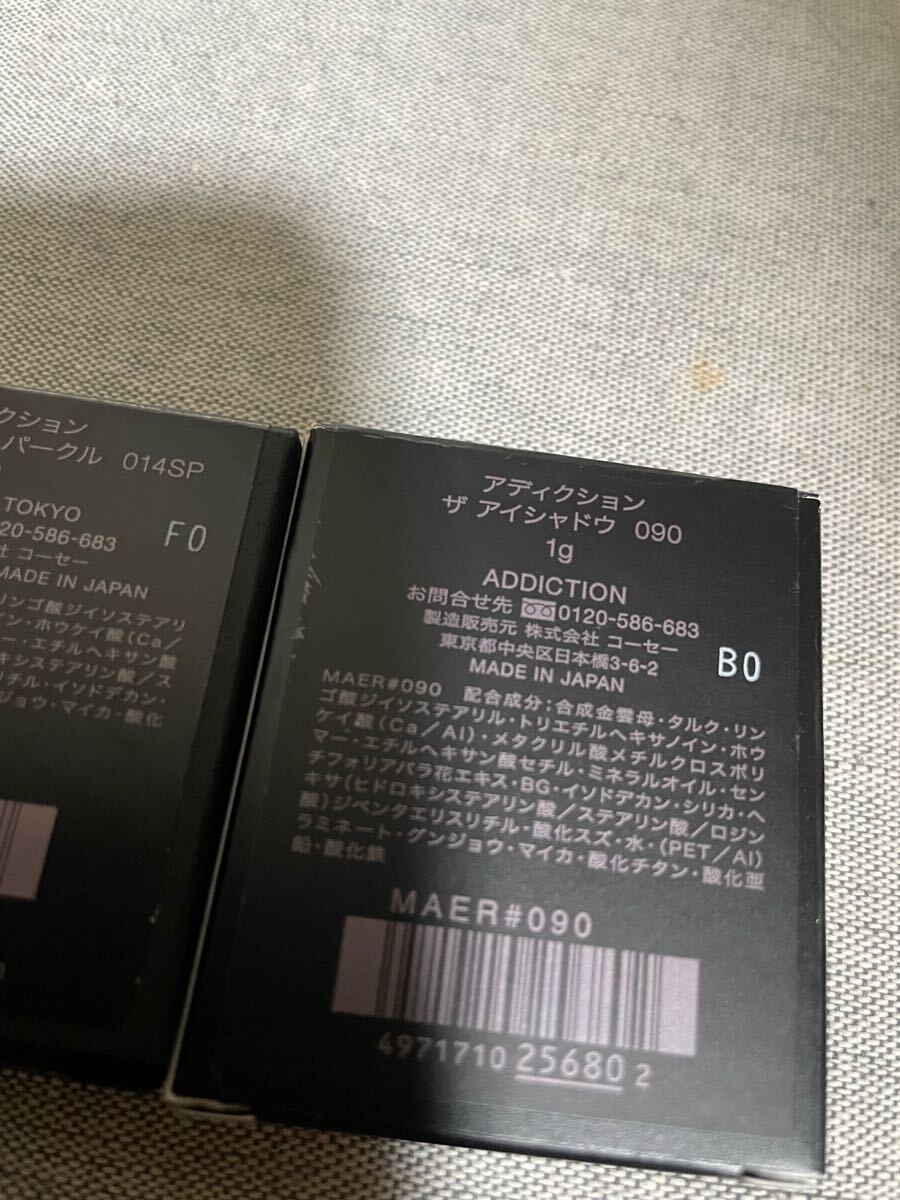 クション
パークル 014SP
TOKYO
20-586-683
社 コーセー
MADE IN JAPAN
F0
リンゴ酸ジイソステアリ
ン・ホウケイ酸(Ca/
ー・エチルヘキサン酸
キシステアリン酸/ス
リチル・イソドデカン・
ンジョウ・マイカ・酸化
アディクション
ザ アイシャドウ 090
1g
ADDICTION
お問合せ先 0120-586-683
製造販売元 株式会社 コーセー
東京都中央区日本橋3-6-2
MADE IN JAPAN
B0
MAER#090 配合成分:合成金雲母・タルク・リン
ゴ酸ジイソステアリル・トリエチルヘキサノイン・ホウ
ケイ酸(Ca/Al)・メタクリル酸メチルクロスポリ
マー・エチルヘキサン酸セチル・ミネラルオイル・セン
チフォリアバラ花エキス・BG・イソドデカン・シリカ・ヘ
キサ(ヒドロキシステアリン酸/ステアリン酸/ロジン
酸)ジペンタエリスリチル・酸化スズ・水・(PET/Al)
ラミネート・グンジョウ・マイカ・酸化チタン・酸化亜
鉛・酸化鉄
MAER#090
4971710 25680 2